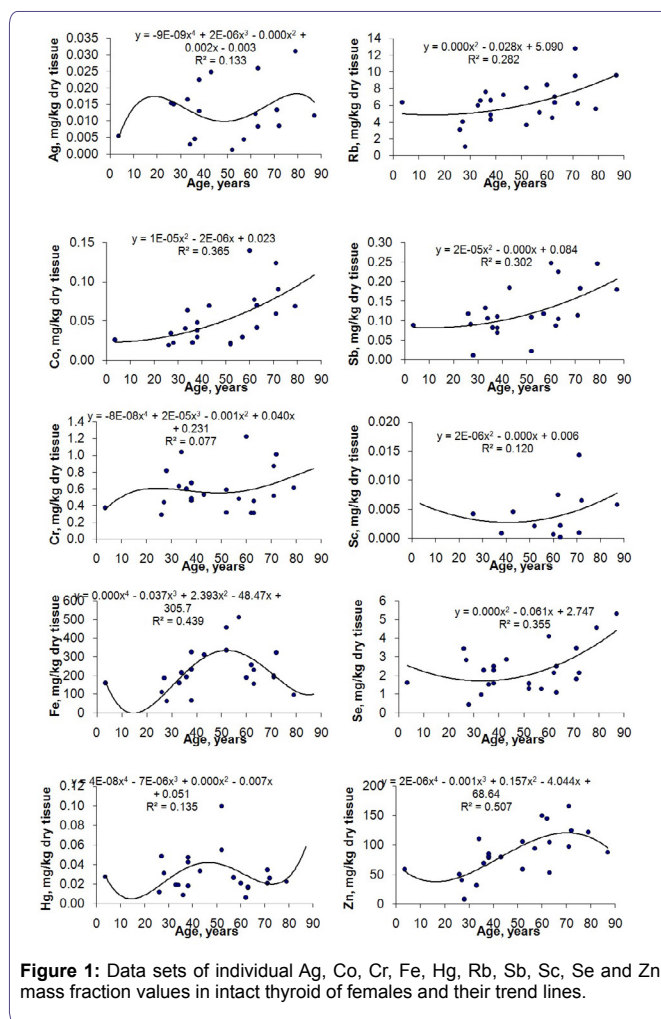 y = -9E-09x⁴ + 2E-06x³ - 0.000x² +
0.002x - 0.003
R² = 0.133
Ag, mg/kg dry tissue
0.035
0.030
0.025
0.020
0.015
0.010
0.005
0.000
0 10 20 30 40 50 60 70 80 90
Age, years
y = 0.000x² - 0.028x + 5.090
R² = 0.282
Rb, mg/kg dry tissue
14
12
10
8
6
4
2
0
0 10 20 30 40 50 60 70 80 90
Age, years
y = 1E-05x² - 2E-06x + 0.023
R² = 0.365
Co, mg/kg dry tissue
0.15
0.10
0.05
0.00
0 10 20 30 40 50 60 70 80 90
Age, years
y = 2E-05x² - 0.000x + 0.084
R² = 0.302
Sb, mg/kg dry tissue
0.30
0.25
0.20
0.15
0.10
0.05
0.00
0 10 20 30 40 50 60 70 80 90
Age, years
y = -8E-08x⁴ + 2E-05x³ - 0.001x² + 0.040x
+ 0.231
R² = 0.077
Cr, mg/kg dry tissue
1.4
1.2
1.0
0.8
0.6
0.4
0.2
0.0
0 10 20 30 40 50 60 70 80 90
Age, years
y = 2E-06x² - 0.000x + 0.006
R² = 0.120
Sc, mg/kg dry tissue
0.020
0.015
0.010
0.005
0.000
0 10 20 30 40 50 60 70 80 90
Age, years
y = 0.000x⁴ - 0.037x³ + 2.393x² - 48.47x +
305.7
R² = 0.439
Fe, mg/kg dry tissue
600
500
400
300
200
100
0
0 10 20 30 40 50 60 70 80 90
Age, years
y = 0.000x² - 0.061x + 2.747
R² = 0.355
Se, mg/kg dry tissue
6
5
4
3
2
1
0
0 10 20 30 40 50 60 70 80 90
Age, years
y = 4E-08x⁴ - 7E-06x³ + 0.000x² - 0.007x
+ 0.051
R² = 0.135
Hg, mg/kg dry tissue
0.12
0.10
0.08
0.06
0.04
0.02
0.00
0 10 20 30 40 50 60 70 80 90
Age, years
y = 2E-06x⁴ - 0.001x³ + 0.157x² - 4.044x +
68.64
R² = 0.507
Zn, mg/kg dry tissue
200
150
100
50
0
0 10 20 30 40 50 60 70 80 90
Age, years
Figure 1: Data sets of individual Ag, Co, Cr, Fe, Hg, Rb, Sb, Sc, Se and Zn
mass fraction values in intact thyroid of females and their trend lines.